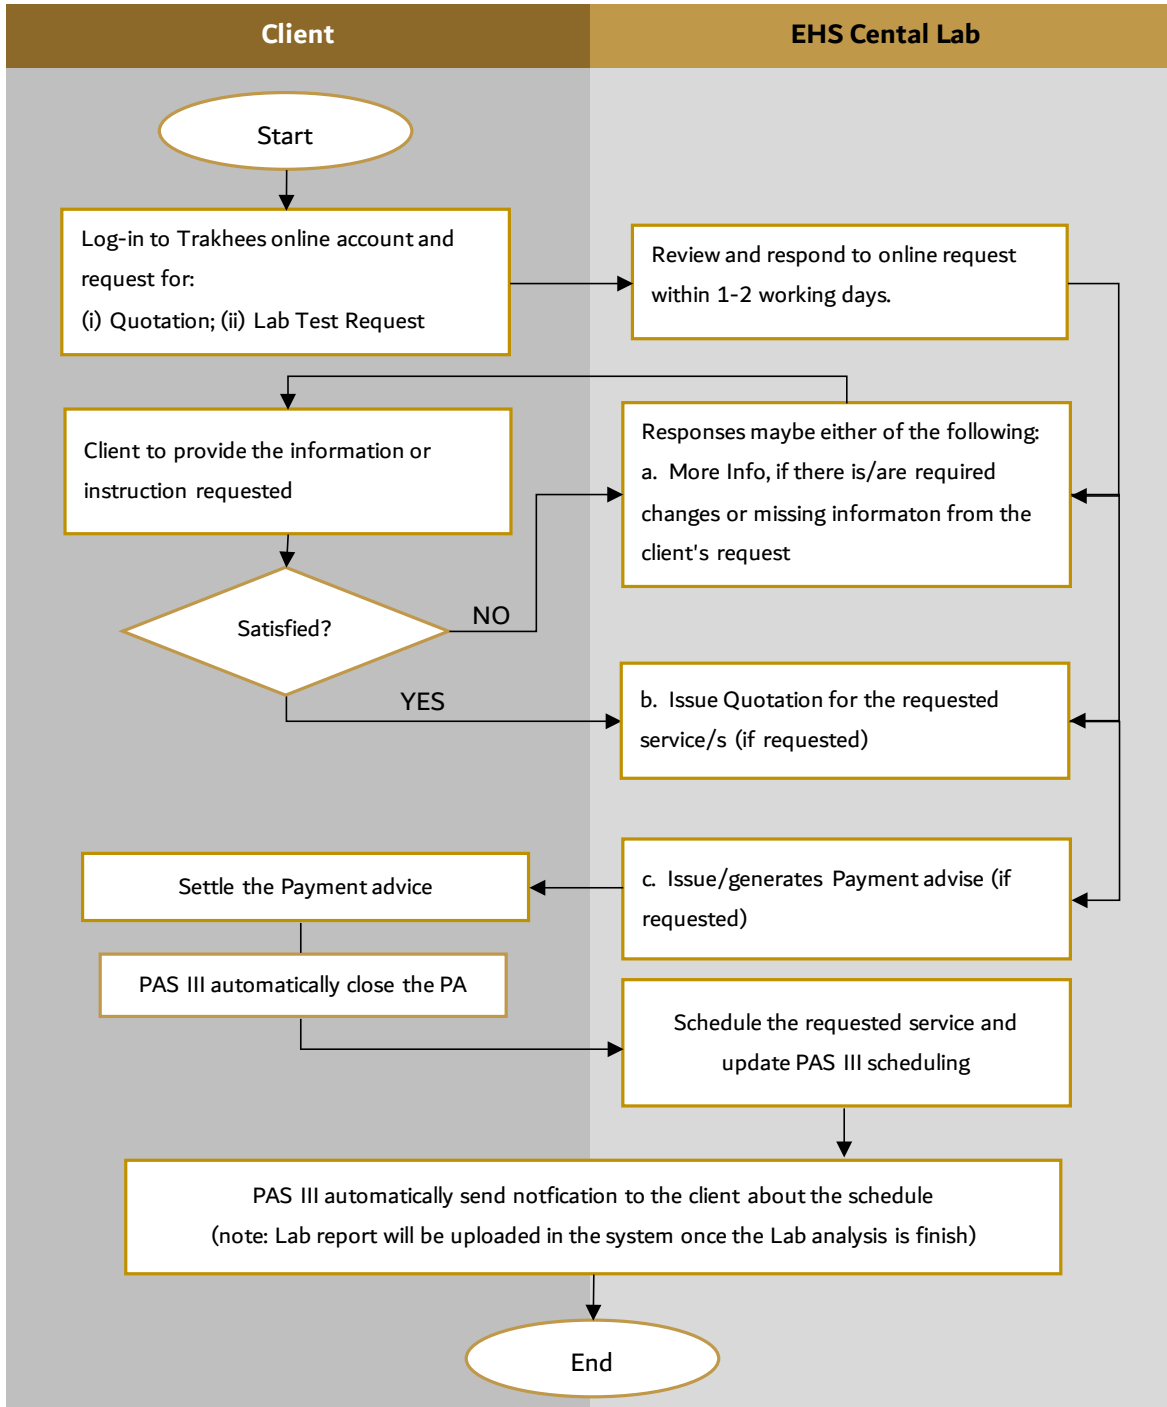 Client
EHS Cental Lab
Start
Log-in to Trakhees online account and
request for:
(i) Quotation; (ii) Lab Test Request
Review and respond to online request
within 1-2 working days.
Client to provide the information or
instruction requested
Responses maybe either of the following:
a. More Info, if there is/are required
changes or missing informaton from the
client's request
Satisfied?
NO
YES
b. Issue Quotation for the requested
service/s (if requested)
Settle the Payment advice
c. Issue/generates Payment advise (if
requested)
PAS III automatically close the PA
Schedule the requested service and
update PAS III scheduling
PAS III automatically send notfication to the client about the schedule
(note: Lab report will be uploaded in the system once the Lab analysis is finish)
End